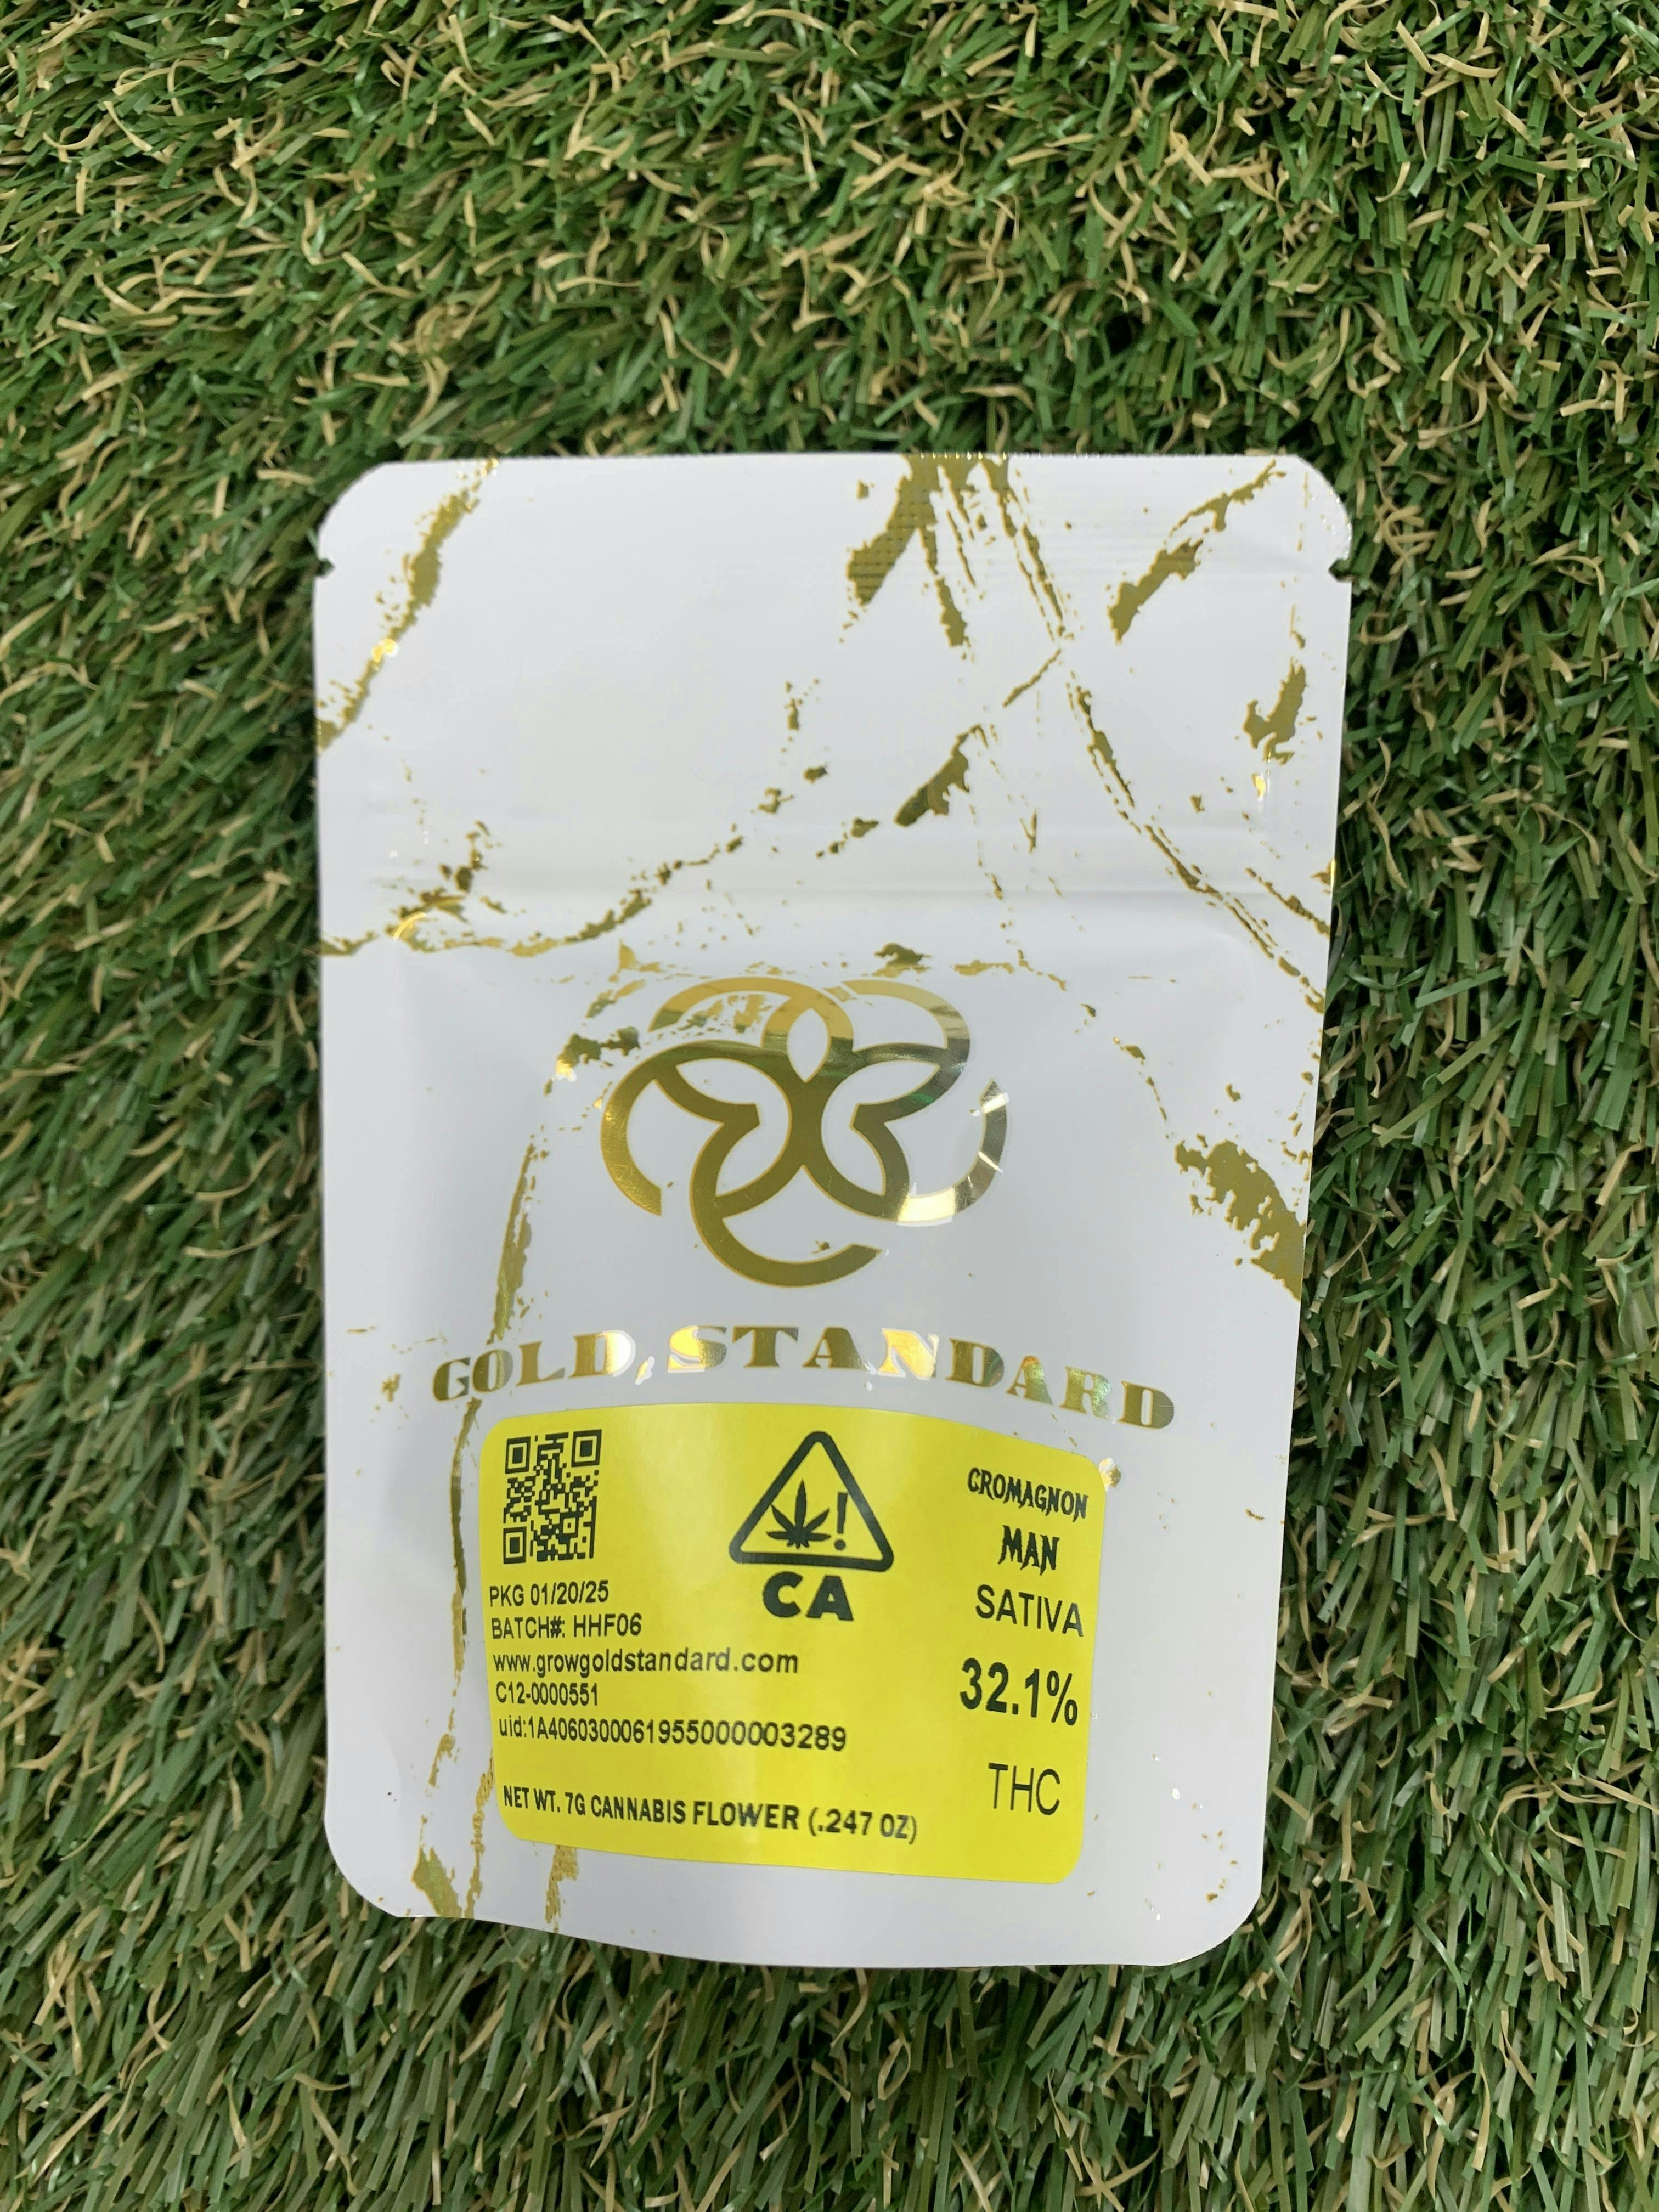 GOLD STANDARD
CROMAGNON
MAN
SATIVA
32.1%
THC
CA
PKG 01/20/25
BATCH#: HHF06
www.growgoldstandard.com
C12-0000551
uid:1A4060300061955000003289
NET WT. 7G CANNABIS FLOWER (.247 OZ)